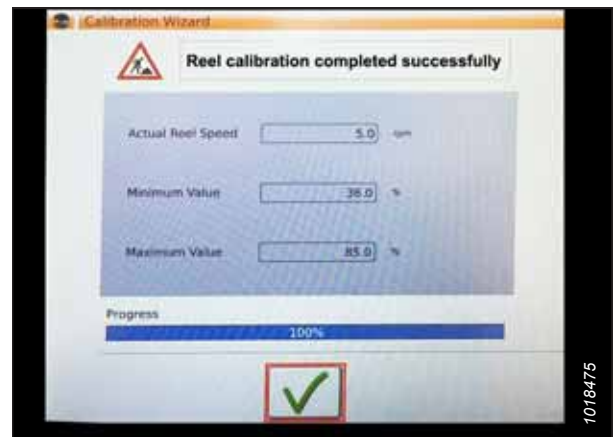 Calibration Wizard
Reel calibration completed successfully
Actual Reel Speed 5.0 rpm
Minimum Value 36.0 %
Maximum Value 85.0 %
Progress
100%
1018475